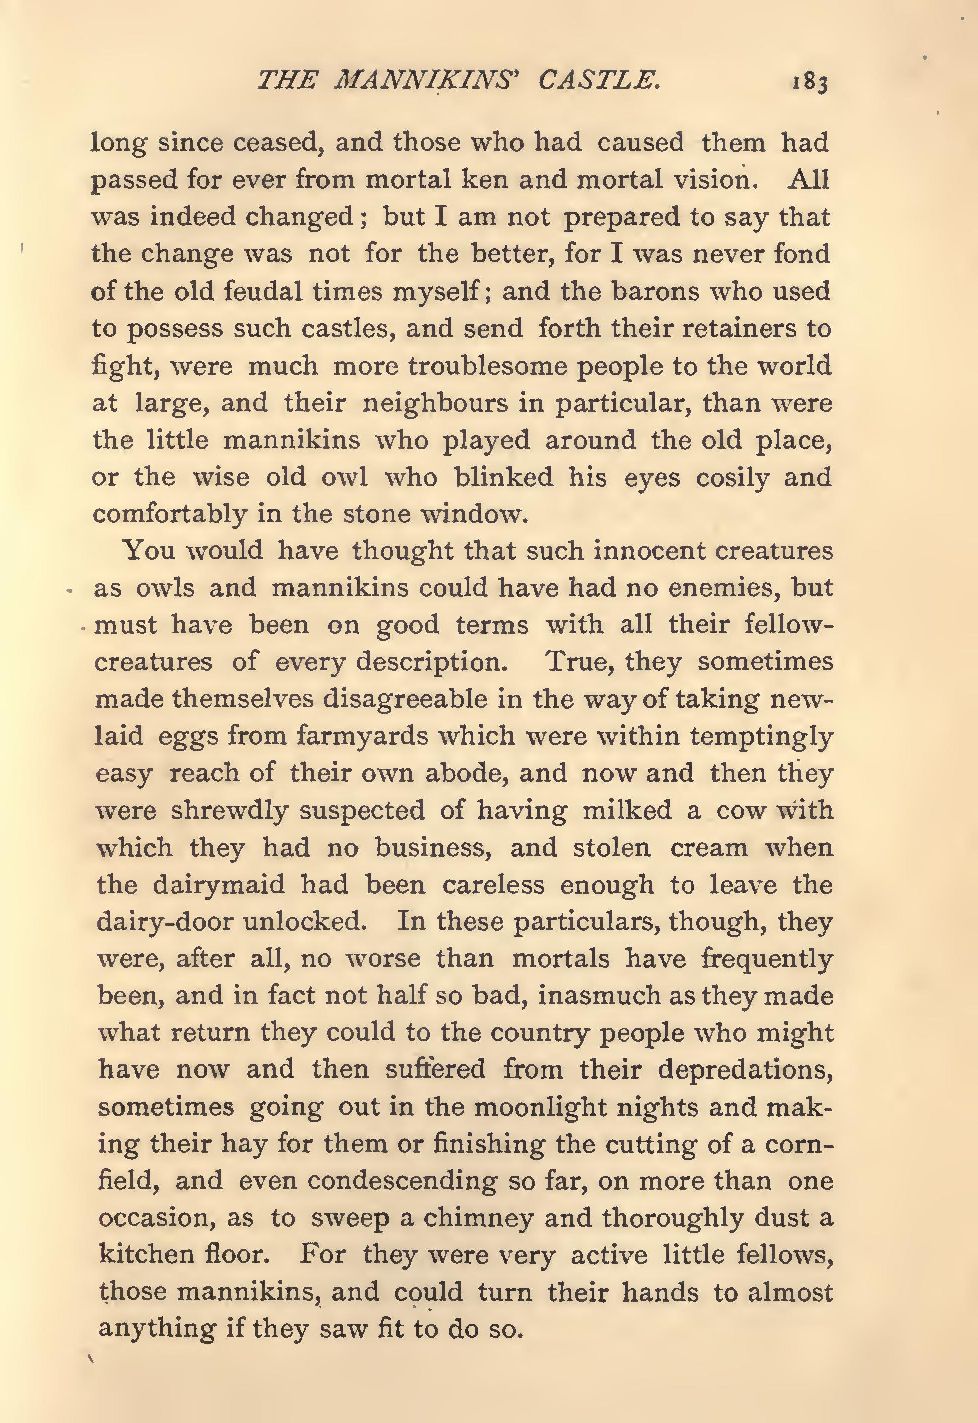 THE MANNIKINS' CASTLE. 183
long since ceased, and those who had caused them had
passed for ever from mortal ken and mortal vision. All
was indeed changed; but I am not prepared to say that
the change was not for the better, for I was never fond
of the old feudal times myself; and the barons who used
to possess such castles, and send forth their retainers to
fight, were much more troublesome people to the world
at large, and their neighbours in particular, than were
the little mannikins who played around the old place,
or the wise old owl who blinked his eyes cosily and
comfortably in the stone window.
You would have thought that such innocent creatures
as owls and mannikins could have had no enemies, but
must have been on good terms with all their fellow-
creatures of every description. True, they sometimes
made themselves disagreeable in the way of taking new-
laid eggs from farmyards which were within temptingly
easy reach of their own abode, and now and then they
were shrewdly suspected of having milked a cow with
which they had no business, and stolen cream when
the dairymaid had been careless enough to leave the
dairy-door unlocked. In these particulars, though, they
were, after all, no worse than mortals have frequently
been, and in fact not half so bad, inasmuch as they made
what return they could to the country people who might
have now and then suffered from their depredations,
sometimes going out in the moonlight nights and mak-
ing their hay for them or finishing the cutting of a corn-
field, and even condescending so far, on more than one
occasion, as to sweep a chimney and thoroughly dust a
kitchen floor. For they were very active little fellows,
those mannikins, and could turn their hands to almost
anything if they saw fit to do so.